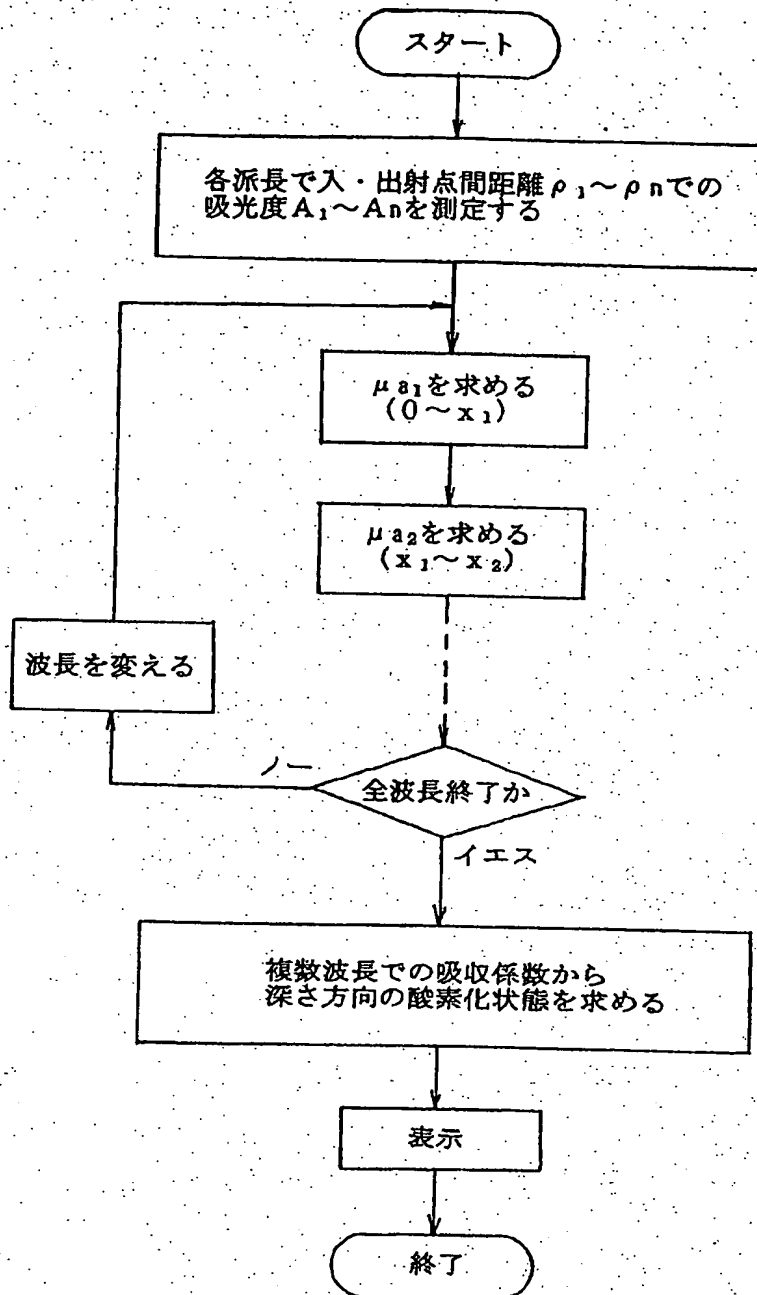 スタート
各派長で入・出射点間距離ρ₁～ρnでの
吸光度A₁～Anを測定する
μa₁を求める
(0～x₁)
μa₂を求める
(x₁～x₂)
波長を変える
ノー
全波長終了か
イエス
複数波長での吸収係数から
深さ方向の酸素化状態を求める
表示
終了